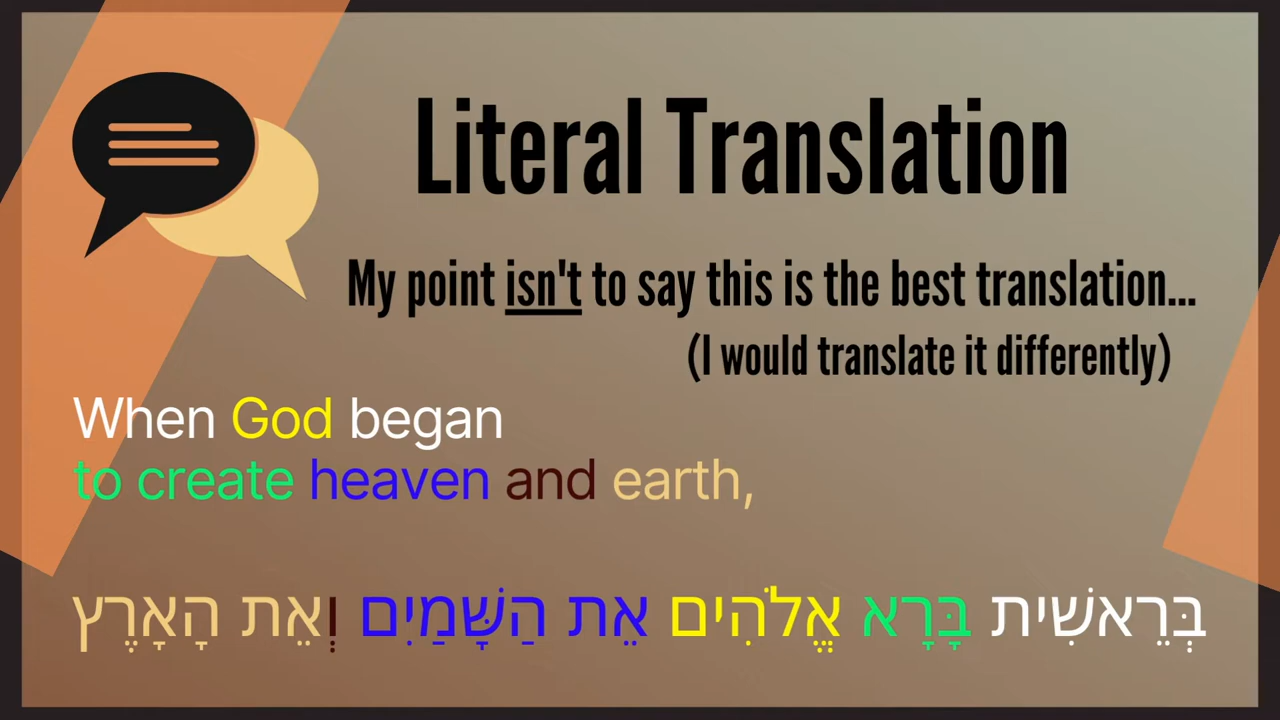 Literal Translation
My point isn't to say this is the best translation...
(I would translate it differently)
When God began
to create heaven and earth,
בְּרֵאשִׁית בָּרָא אֱלֹהִים אֵת הַשָּׁמַיִם וְאֵת הָאָרֶץ